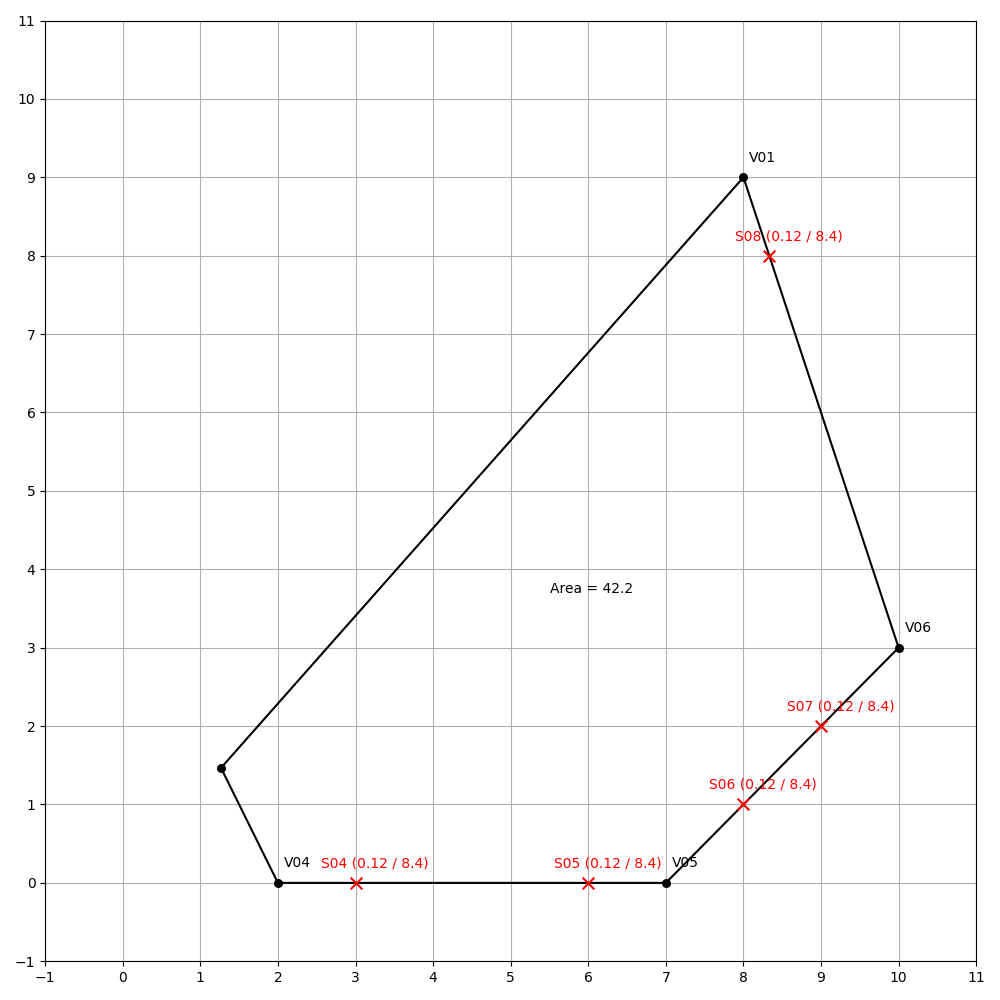 11
10
9
8
7
6
5
4
3
2
1
0
−1
V01
S08 (0.12 / 8.4)
Area = 42.2
V06
S07 (0.12 / 8.4)
S06 (0.12 / 8.4)
V04
S04 (0.12 / 8.4)
S05 (0.12 / 8.4)
V05
−1 0 1 2 3 4 5 6 7 8 9 10 11